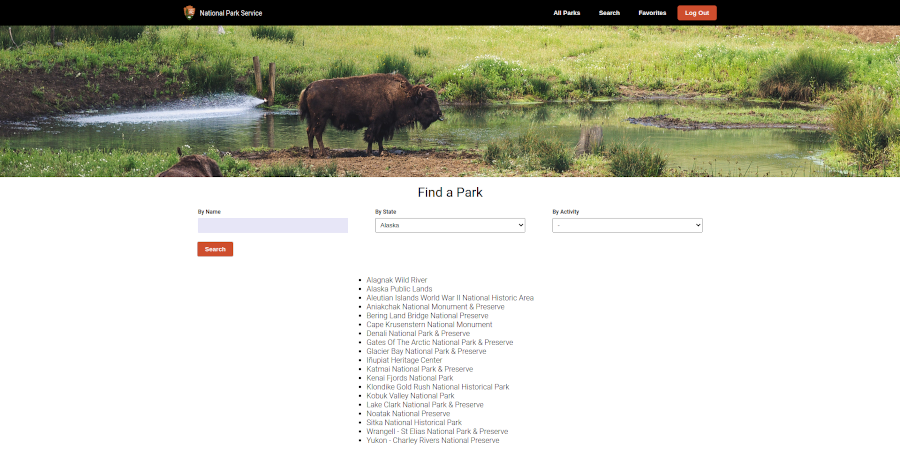 National Park Service
All Parks
Search
Favorites
Log Out
Find a Park
By Name
By State
By Activity
Alaska
-
Search
Alagnak Wild River
Alaska Public Lands
Aleutian Islands World War II National Historic Area
Aniakchak National Monument & Preserve
Bering Land Bridge National Preserve
Cape Krusenstern National Monument
Denali National Park & Preserve
Gates Of The Arctic National Park & Preserve
Glacier Bay National Park & Preserve
Iñupiat Heritage Center
Katmai National Park & Preserve
Kenai Fjords National Park
Klondike Gold Rush National Historical Park
Kobuk Valley National Park
Lake Clark National Park & Preserve
Noatak National Preserve
Sitka National Historical Park
Wrangell - St Elias National Park & Preserve
Yukon - Charley Rivers National Preserve